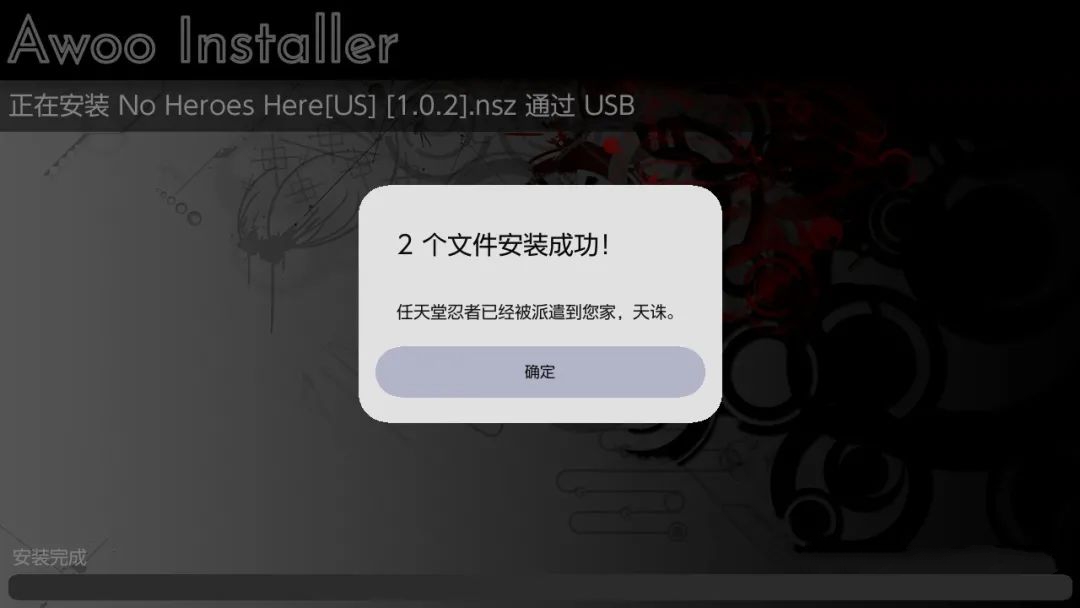 Awoo Installer
正在安装 No Heroes Here[US] [1.0.2].nsz 通过 USB
2 个文件安装成功!
任天堂忍者已经被派遣到您家，天诛。
确定
安装完成